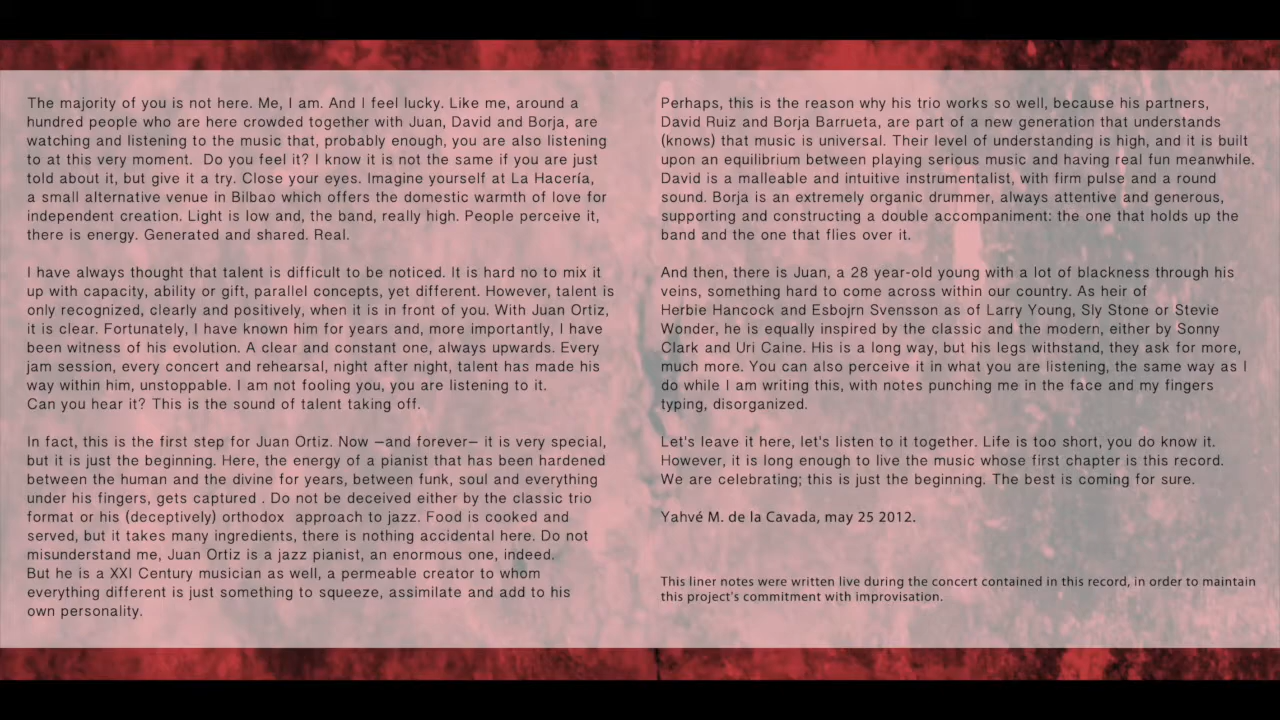 The majority of you is not here. Me, I am. And I feel lucky. Like me, around a
hundred people who are here crowded together with Juan, David and Borja, are
watching and listening to the music that, probably enough, you are also listening
to at this very moment.  Do you feel it? I know it is not the same if you are just
told about it, but give it a try. Close your eyes. Imagine yourself at La Hacería,
a small alternative venue in Bilbao which offers the domestic warmth of love for
independent creation. Light is low and, the band, really high. People perceive it,
there is energy. Generated and shared. Real.
I have always thought that talent is difficult to be noticed. It is hard no to mix it
up with capacity, ability or gift, parallel concepts, yet different. However, talent is
only recognized, clearly and positively, when it is in front of you. With Juan Ortiz,
it is clear. Fortunately, I have known him for years and, more importantly, I have
been witness of his evolution. A clear and constant one, always upwards. Every
jam session, every concert and rehearsal, night after night, talent has made his
way within him, unstoppable. I am not fooling you, you are listening to it.
Can you hear it? This is the sound of talent taking off.
In fact, this is the first step for Juan Ortiz. Now —and forever— it is very special,
but it is just the beginning. Here, the energy of a pianist that has been hardened
between the human and the divine for years, between funk, soul and everything
under his fingers, gets captured . Do not be deceived either by the classic trio
format or his (deceptively) orthodox  approach to jazz. Food is cooked and
served, but it takes many ingredients, there is nothing accidental here. Do not
misunderstand me, Juan Ortiz is a jazz pianist, an enormous one, indeed.
But he is a XXI Century musician as well, a permeable creator to whom
everything different is just something to squeeze, assimilate and add to his
own personality.
Perhaps, this is the reason why his trio works so well, because his partners,
David Ruiz and Borja Barrueta, are part of a new generation that understands
(knows) that music is universal. Their level of understanding is high, and it is built
upon an equilibrium between playing serious music and having real fun meanwhile.
David is a malleable and intuitive instrumentalist, with firm pulse and a round
sound. Borja is an extremely organic drummer, always attentive and generous,
supporting and constructing a double accompaniment: the one that holds up the
band and the one that flies over it.
And then, there is Juan, a 28 year-old young with a lot of blackness through his
veins, something hard to come across within our country. As heir of
Herbie Hancock and Esbojrn Svensson as of Larry Young, Sly Stone or Stevie
Wonder, he is equally inspired by the classic and the modern, either by Sonny
Clark and Uri Caine. His is a long way, but his legs withstand, they ask for more,
much more. You can also perceive it in what you are listening, the same way as I
do while I am writing this, with notes punching me in the face and my fingers
typing, disorganized.
Let's leave it here, let's listen to it together. Life is too short, you do know it.
However, it is long enough to live the music whose first chapter is this record.
We are celebrating; this is just the beginning. The best is coming for sure.
Yahvé M. de la Cavada, may 25 2012.
This liner notes were written live during the concert contained in this record, in order to maintain
this project's commitment with improvisation.